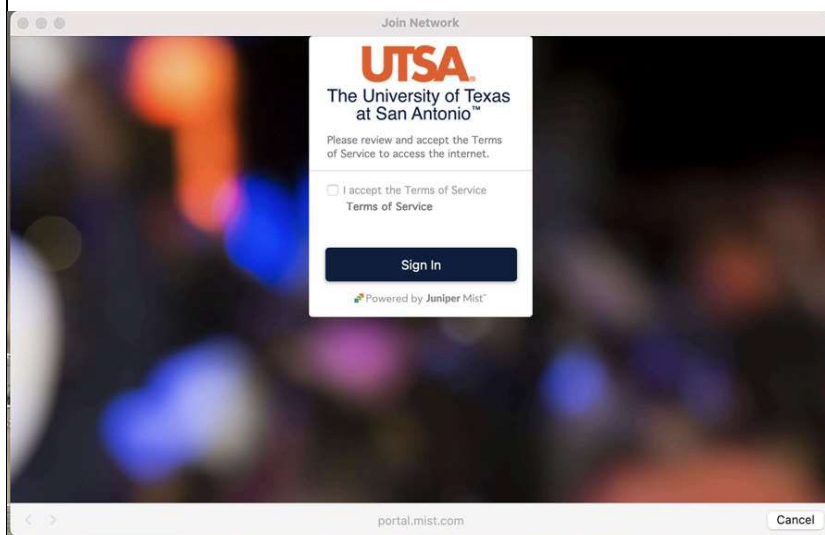 Join Network
UTSA®
The University of Texas
at San Antonio™
Please review and accept the Terms
of Service to access the internet.
I accept the Terms of Service
Terms of Service
Sign In
Powered by Juniper Mist™
portal.mist.com
Cancel